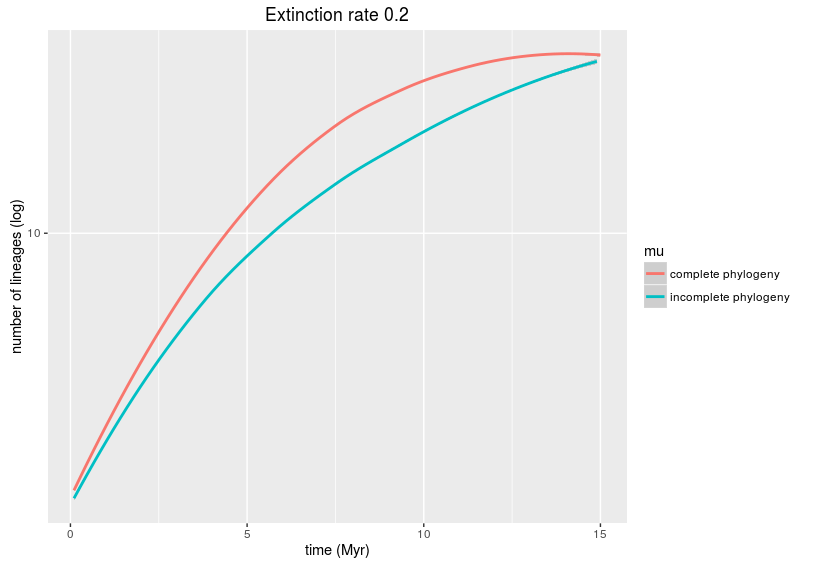 Extinction rate 0.2
number of lineages (log)
10
0
5
10
15
time (Myr)
mu
complete phylogeny
incomplete phylogeny